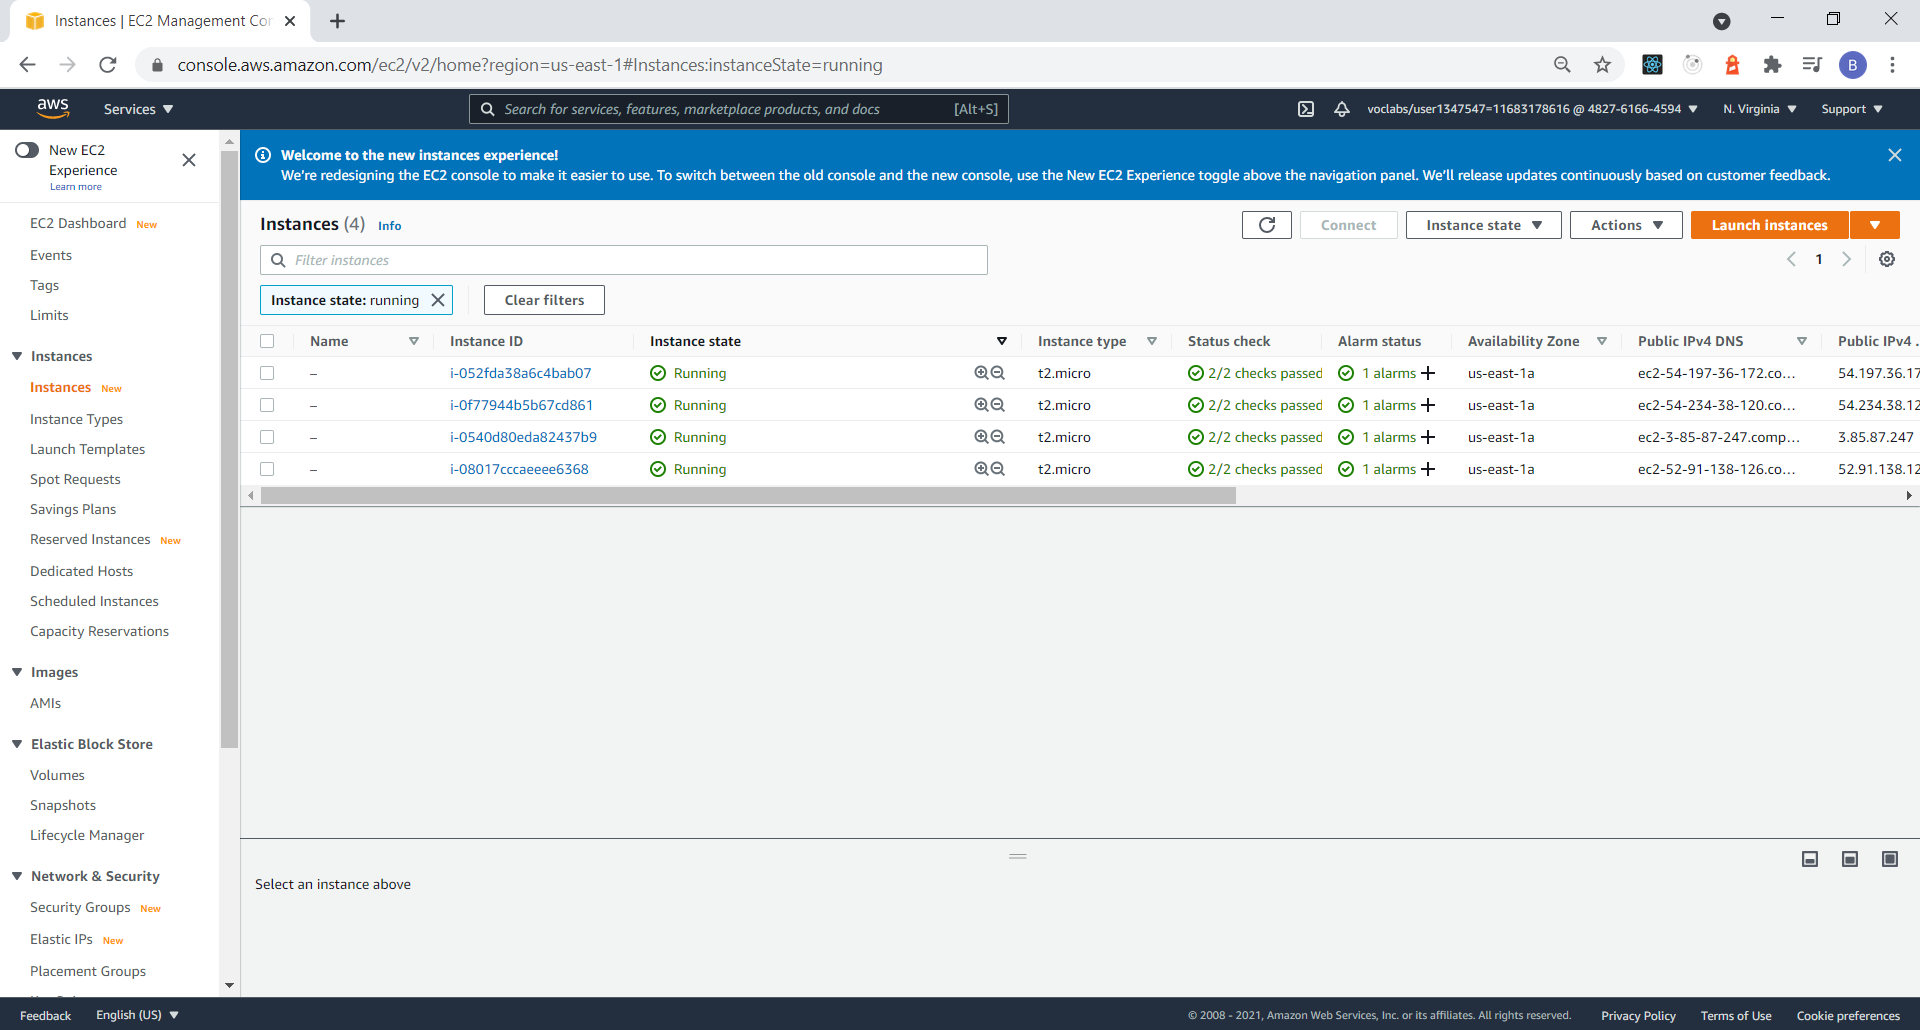 Instances | EC2 Management Con
console.aws.amazon.com/ec2/v2/home?region=us-east-1#Instances:instanceState=running
B
aws
Services
Search for services, features, marketplace products, and docs [Alt+S]
voclabs/user1347547=11683178616 @ 4827-6166-4594
N. Virginia
Support
New EC2
Experience
Learn more
EC2 Dashboard New
Events
Tags
Limits
Instances
Instances New
Instance Types
Launch Templates
Spot Requests
Savings Plans
Reserved Instances New
Dedicated Hosts
Scheduled Instances
Capacity Reservations
Images
AMIs
Elastic Block Store
Volumes
Snapshots
Lifecycle Manager
Network & Security
Security Groups New
Elastic IPs New
Placement Groups
Welcome to the new instances experience!
We're redesigning the EC2 console to make it easier to use. To switch between the old console and the new console, use the New EC2 Experience toggle above the navigation panel. We'll release updates continuously based on customer feedback.
Instances (4) Info
Connect
Instance state
Actions
Launch instances
Filter instances
1
Instance state: running
Clear filters
Name Instance ID Instance state Instance type Status check Alarm status Availability Zone Public IPv4 DNS Public IPv4 .
– i-052fda38a6c4bab07 Running t2.micro 2/2 checks passed 1 alarms + us-east-1a ec2-54-197-36-172.co... 54.197.36.17
– i-0f77944b5b67cd861 Running t2.micro 2/2 checks passed 1 alarms + us-east-1a ec2-54-234-38-120.co... 54.234.38.12
– i-0540d80eda82437b9 Running t2.micro 2/2 checks passed 1 alarms + us-east-1a ec2-3-85-87-247.comp... 3.85.87.247
– i-08017cccaeeee6368 Running t2.micro 2/2 checks passed 1 alarms + us-east-1a ec2-52-91-138-126.co... 52.91.138.12
Select an instance above
Feedback
English (US)
© 2008 - 2021, Amazon Web Services, Inc. or its affiliates. All rights reserved.
Privacy Policy
Terms of Use
Cookie preferences